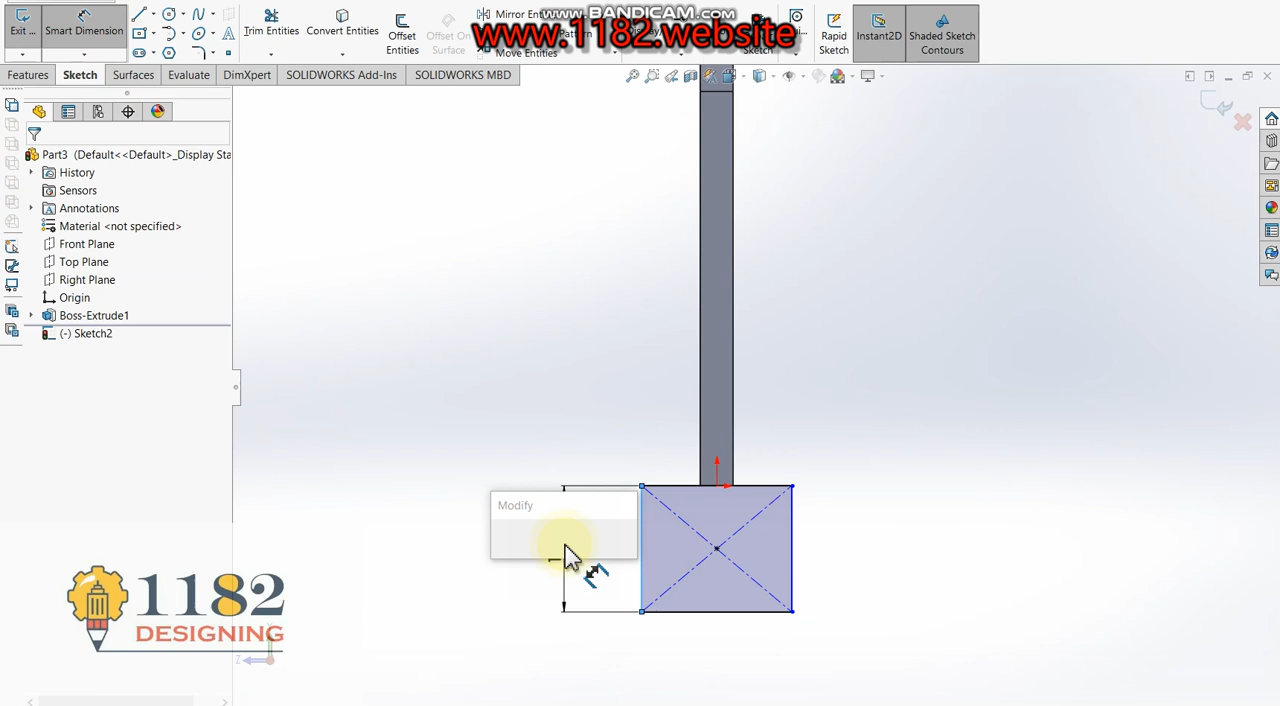 www.BANDICAM.com
www.1182.website
Exit ...
Smart Dimension
Trim Entities
Convert Entities
Offset
Entities
Offset On
Surface
Mirror Enti
Move Entities
Rapid
Sketch
Instant2D
Shaded Sketch
Contours
Features
Sketch
Surfaces
Evaluate
DimXpert
SOLIDWORKS Add-Ins
SOLIDWORKS MBD
Part3 (Default<<Default>_Display Sta
History
Sensors
Annotations
Material <not specified>
Front Plane
Top Plane
Right Plane
Origin
Boss-Extrude1
(-) Sketch2
Modify
1182
DESIGNING
Z